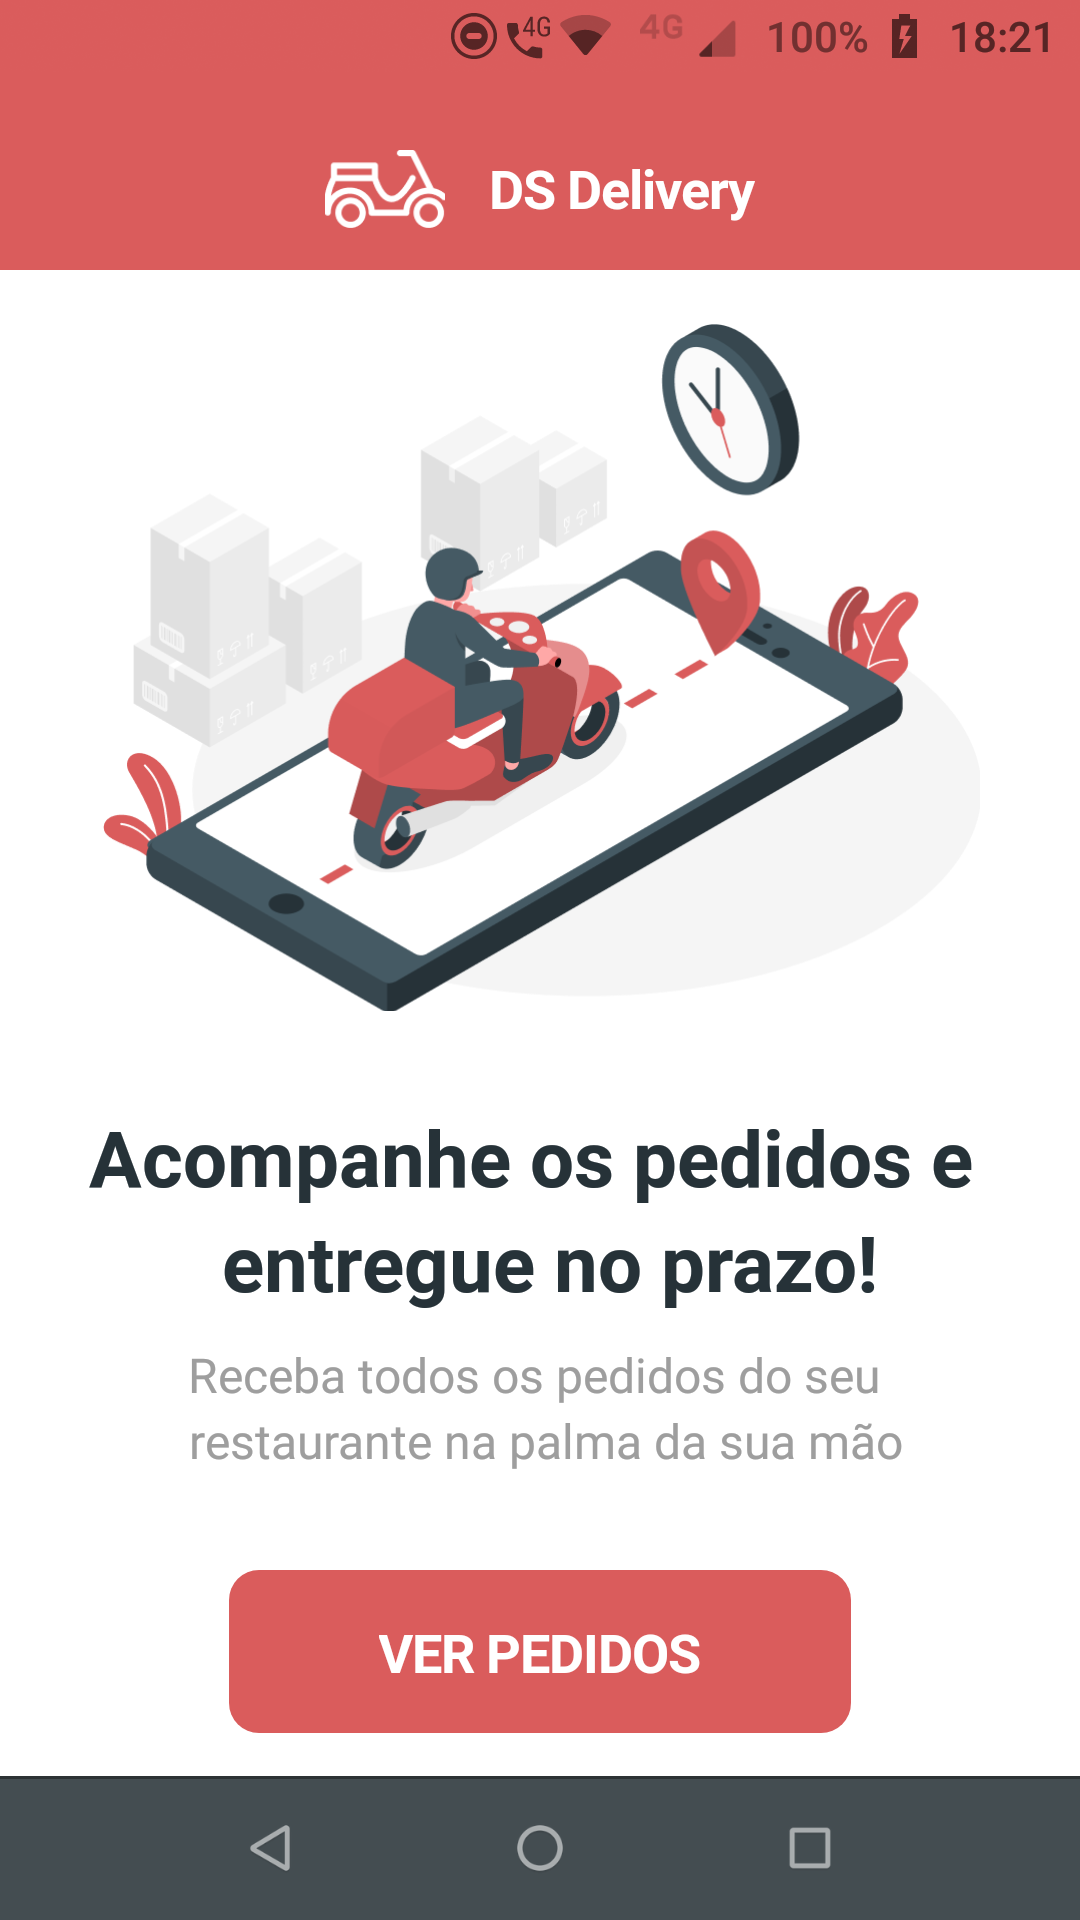 4G 4G 100% 18:21
DS Delivery
Acompanhe os pedidos e
entregue no prazo!
Receba todos os pedidos do seu
restaurante na palma da sua mão
VER PEDIDOS